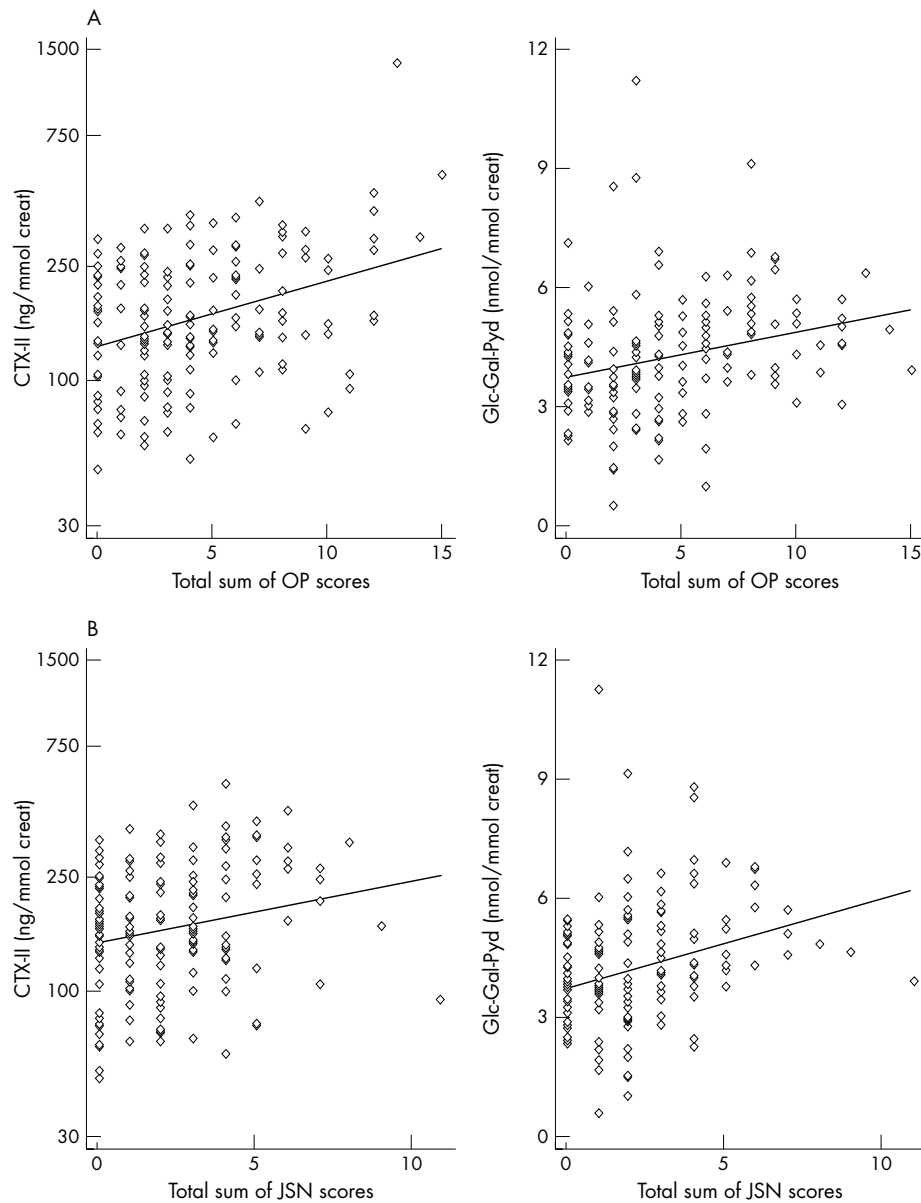 A
1500
750
250
100
30
CTX-II (ng/mmol creat)
0 5 10 15
Total sum of OP scores
12
9
6
3
0
Glc-Gal-Pyd (nmol/mmol creat)
0 5 10 15
Total sum of OP scores
B
1500
750
250
100
30
CTX-II (ng/mmol creat)
0 5 10
Total sum of JSN scores
12
9
6
3
0
Glc-Gal-Pyd (nmol/mmol creat)
0 5 10
Total sum of JSN scores